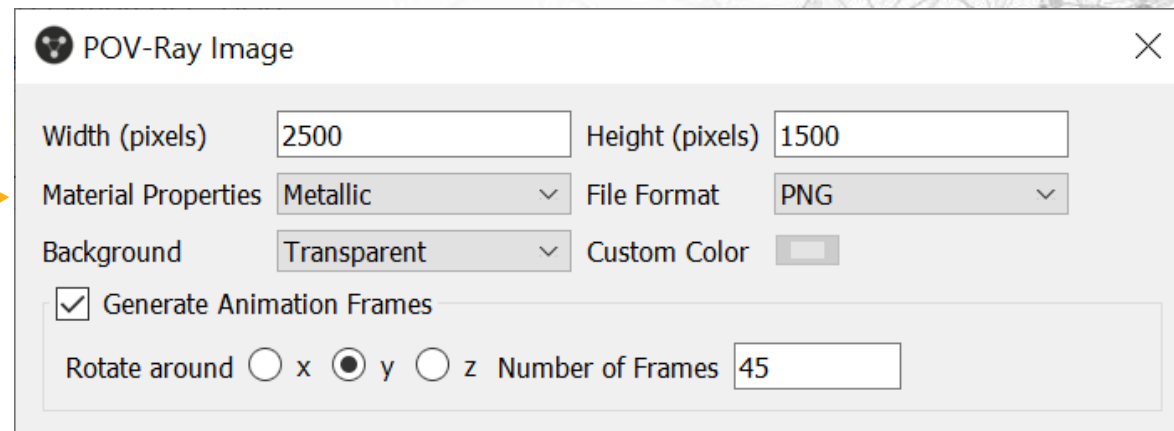 POV-Ray Image
Width (pixels) 2500 Height (pixels) 1500
Material Properties Metallic File Format PNG
Background Transparent Custom Color
Generate Animation Frames
Rotate around x y z Number of Frames 45